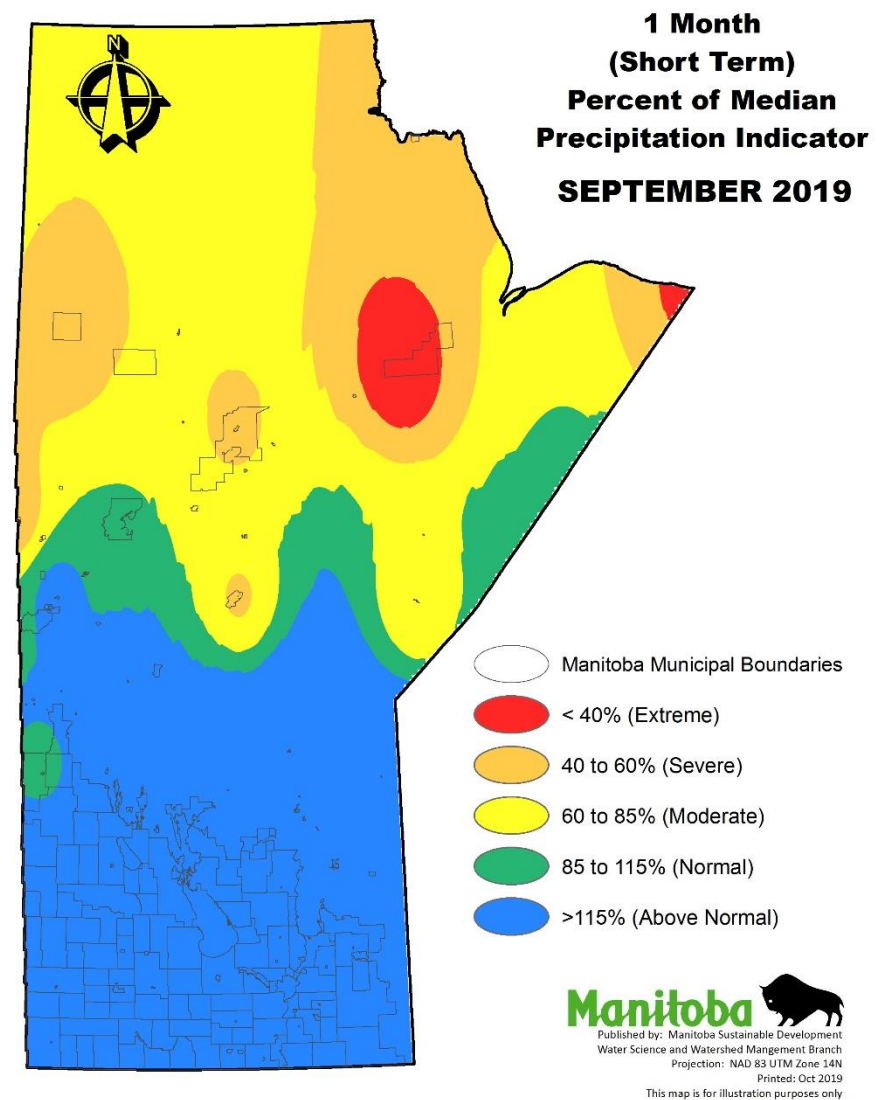 1 Month
(Short Term)
Percent of Median
Precipitation Indicator
SEPTEMBER 2019
N
Manitoba Municipal Boundaries
< 40% (Extreme)
40 to 60% (Severe)
60 to 85% (Moderate)
85 to 115% (Normal)
>115% (Above Normal)
Manitoba
Published by: Manitoba Sustainable Development
Water Science and Watershed Mangement Branch
Projection: NAD 83 UTM Zone 14N
Printed: Oct 2019
This map is for illustration purposes only